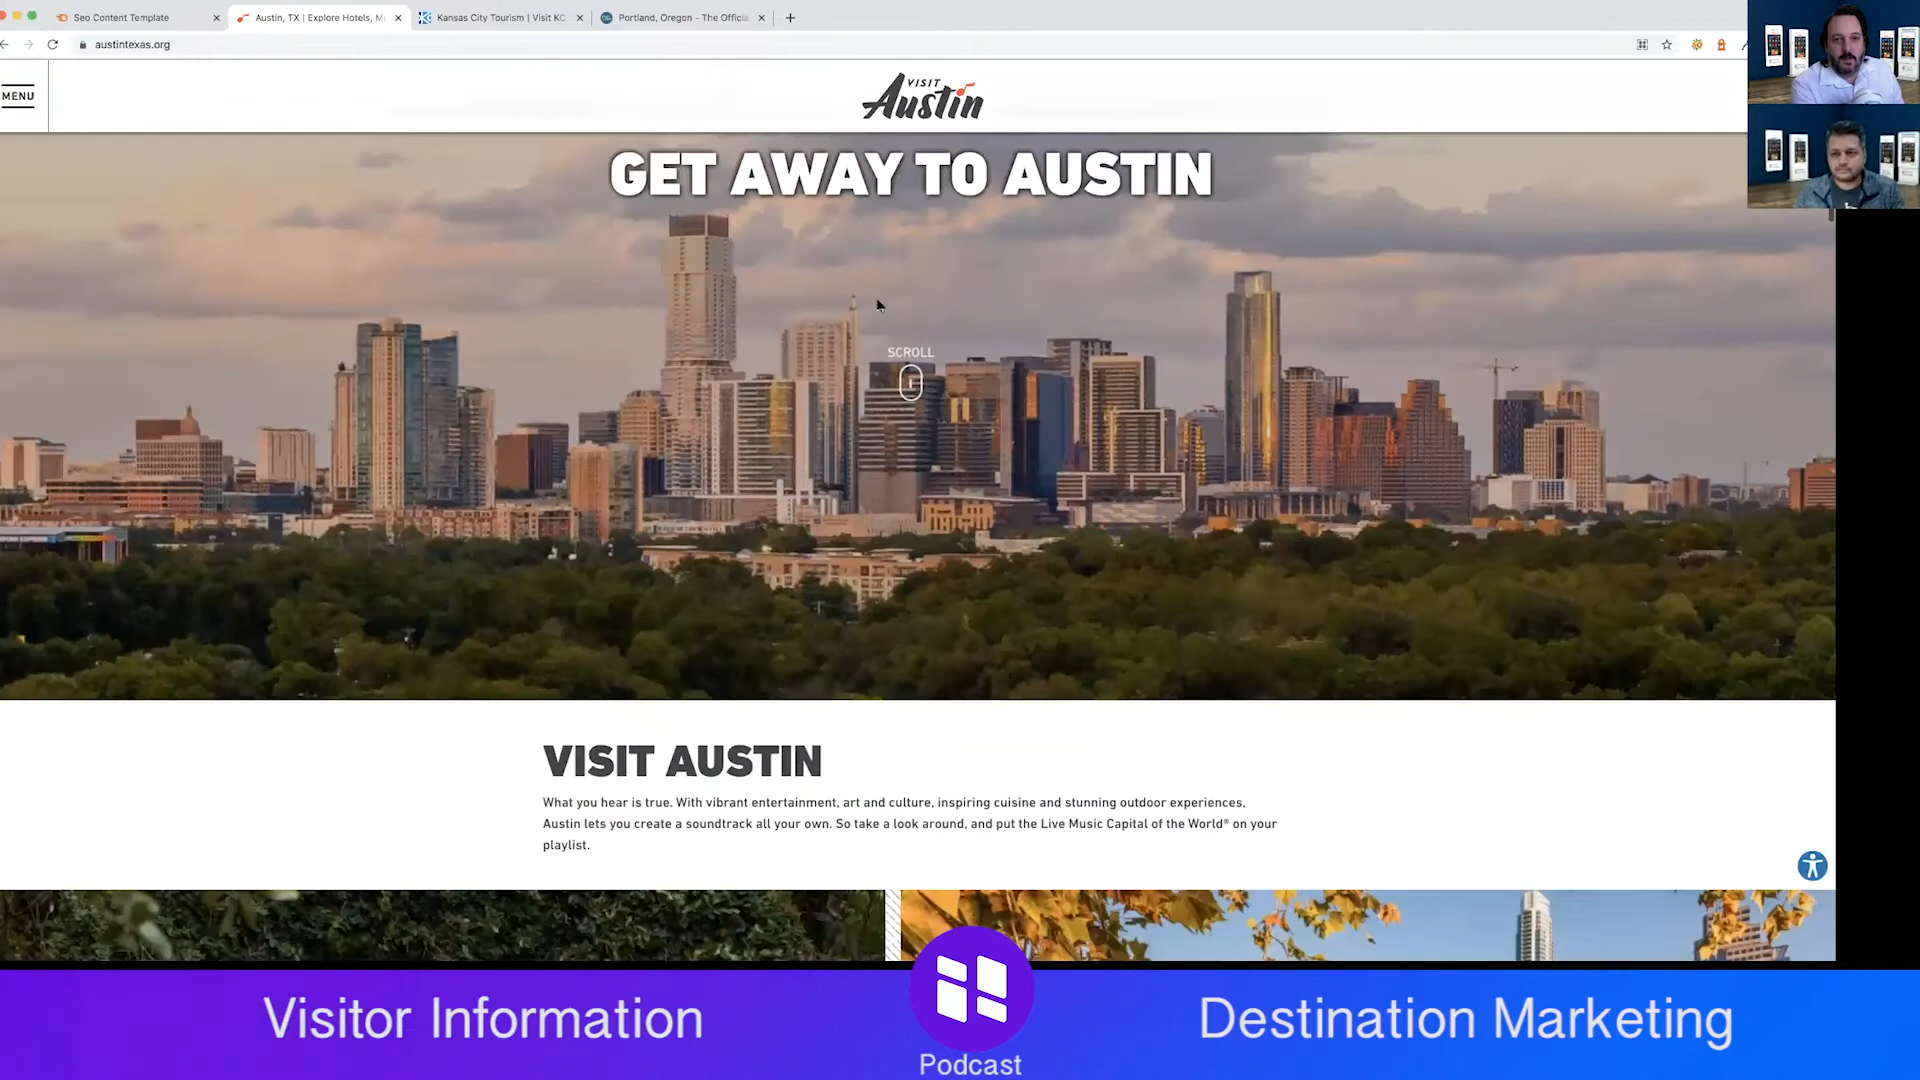 Seo Content Template
Austin, TX | Explore Hotels, Mu
Kansas City Tourism | Visit KC
Portland, Oregon - The Officia
austintexas.org
MENU
VISIT
Austin
GET AWAY TO AUSTIN
SCROLL
VISIT AUSTIN
What you hear is true. With vibrant entertainment, art and culture, inspiring cuisine and stunning outdoor experiences,
Austin lets you create a soundtrack all your own. So take a look around, and put the Live Music Capital of the World® on your
playlist.
Visitor Information
Podcast
Destination Marketing